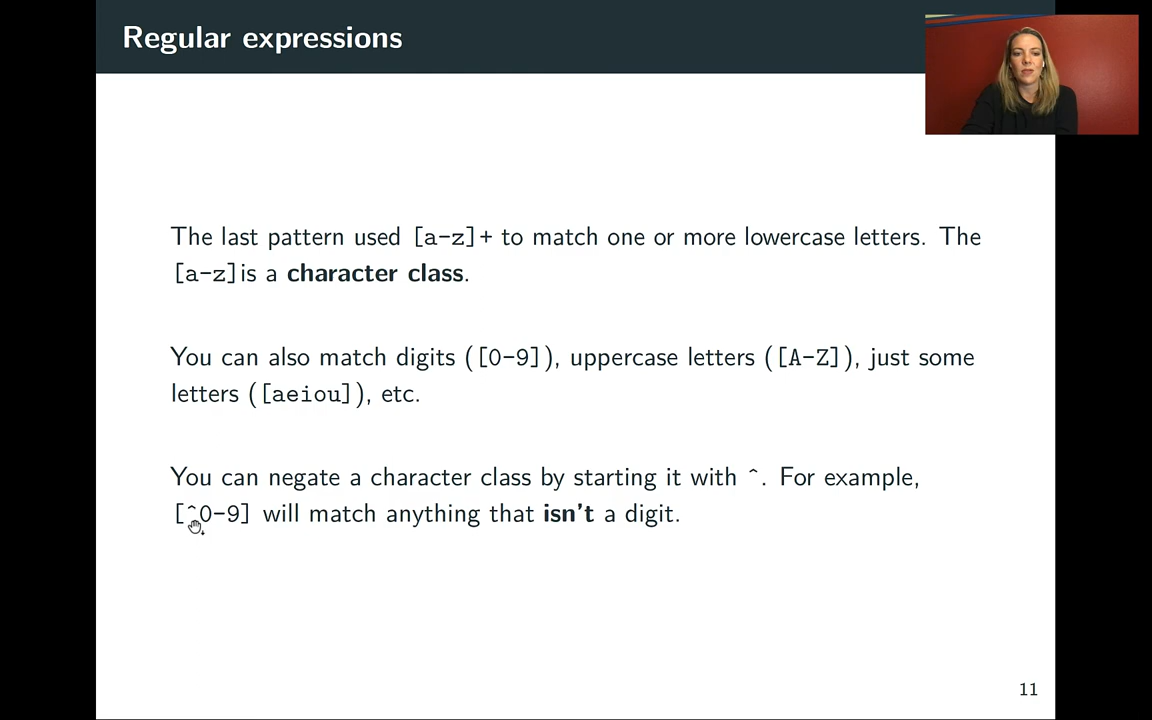 Regular expressions
The last pattern used [a-z]+ to match one or more lowercase letters. The
[a-z]is a character class.
You can also match digits ([0-9]), uppercase letters ([A-Z]), just some
letters ([aeiou]), etc.
You can negate a character class by starting it with ^. For example,
[^0-9] will match anything that isn't a digit.
11